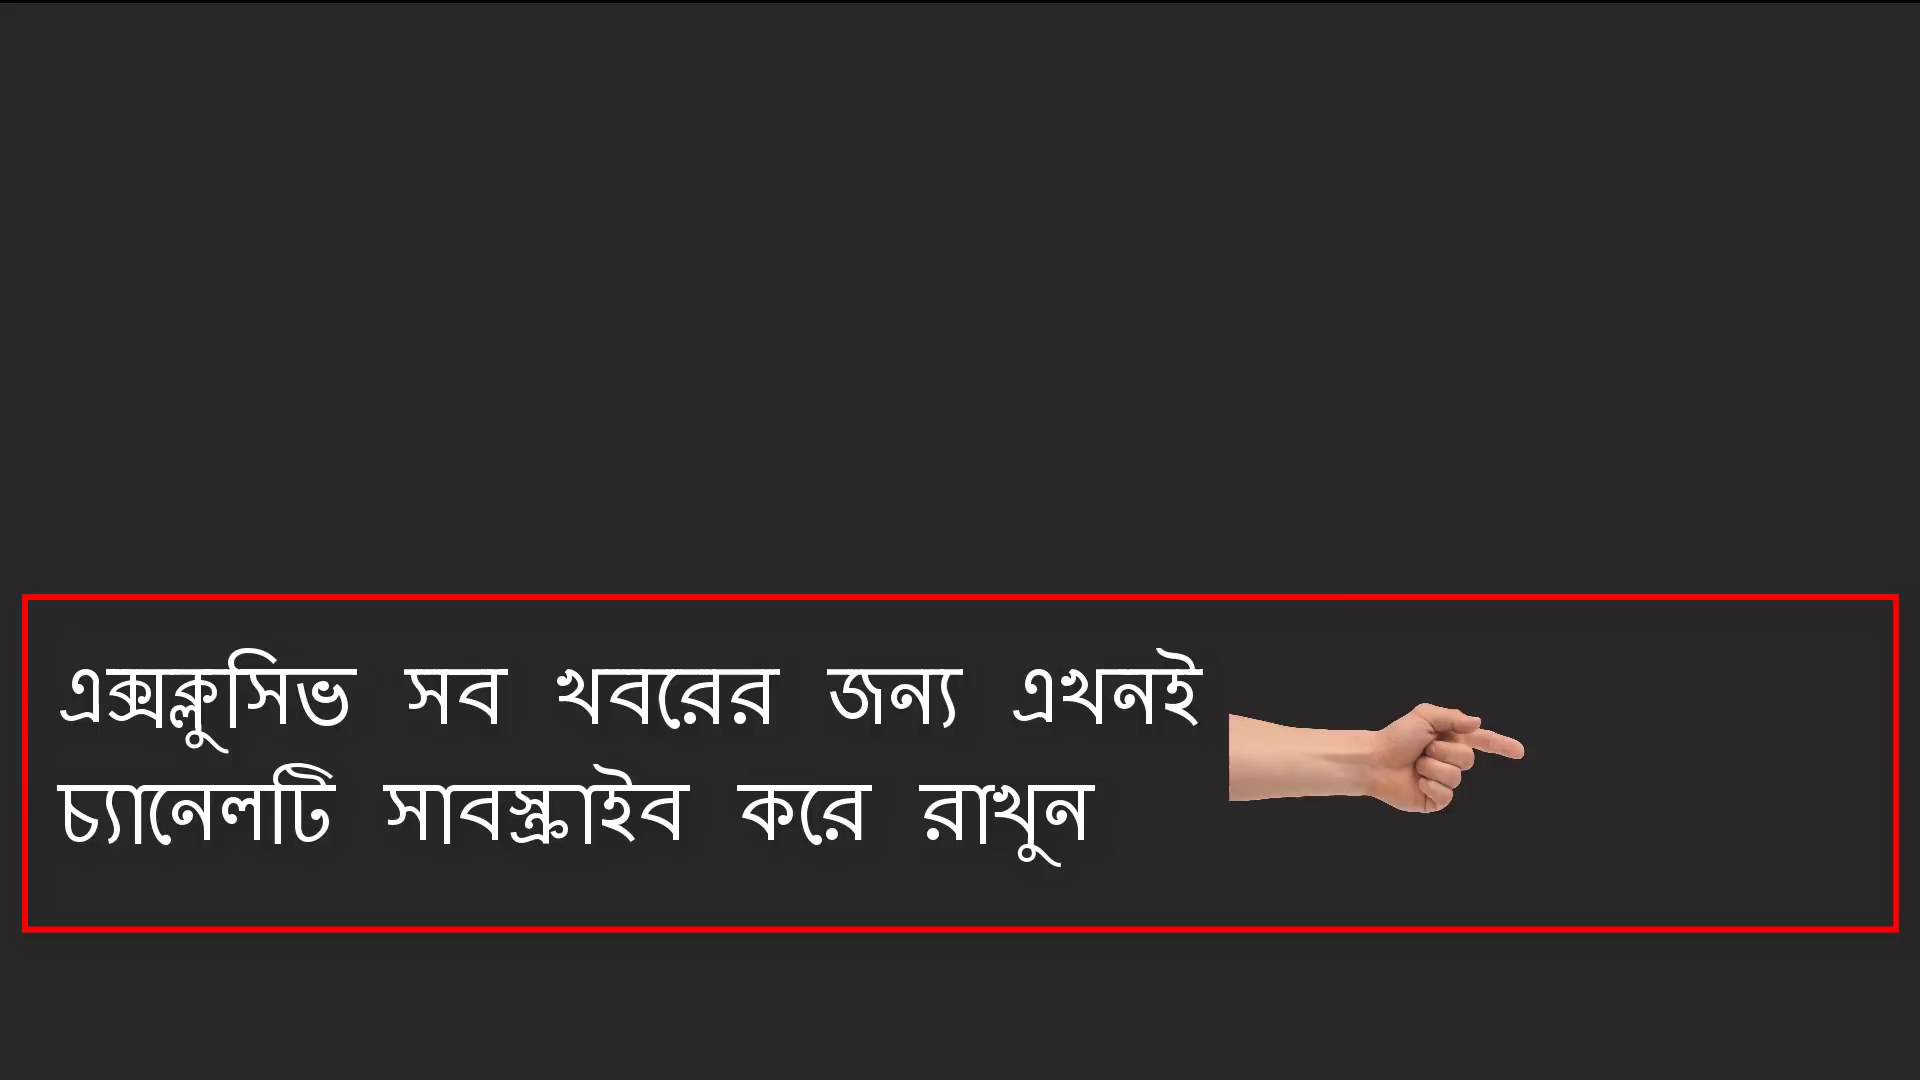 এক্সক্লুসিভ সব খবরের জন্য এখনই
চ্যানেলটি সাবস্ক্রাইব করে রাখুন